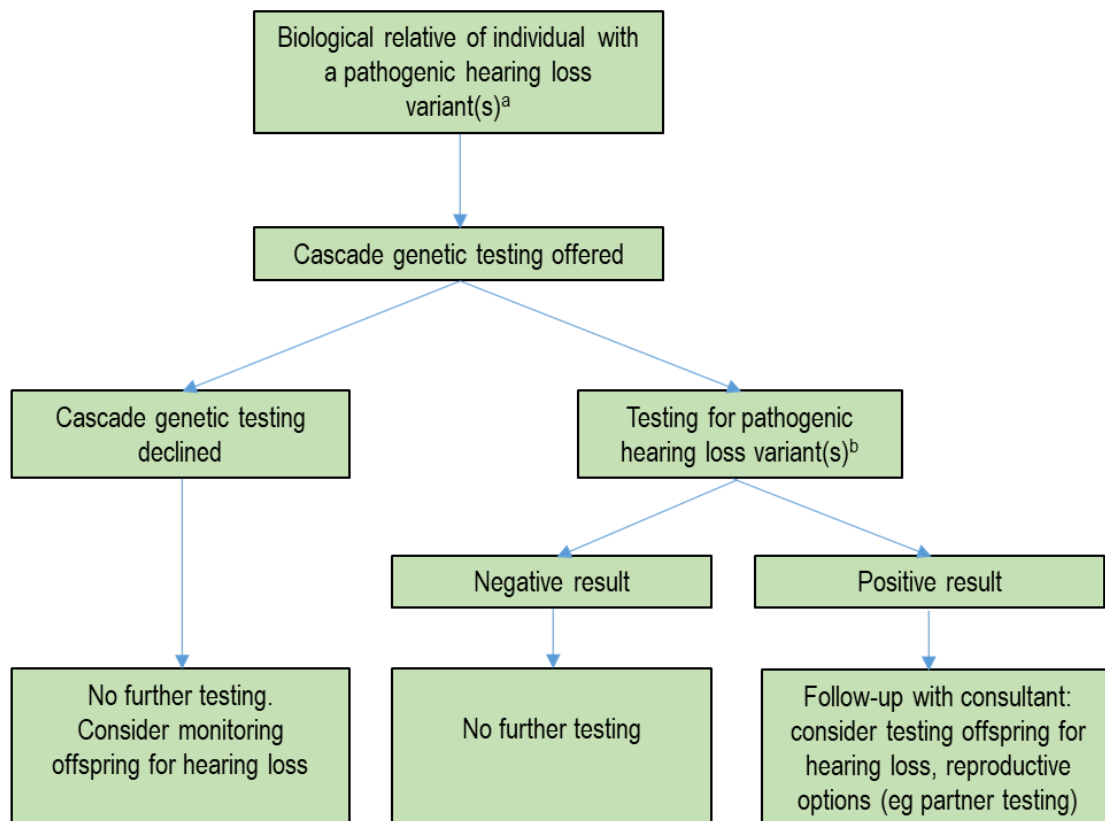 Biological relative of individual with
a pathogenic hearing loss
variant(s)ᵃ
Cascade genetic testing offered
Cascade genetic testing
declined
Testing for pathogenic
hearing loss variant(s)ᵇ
Negative result
Positive result
No further testing.
Consider monitoring
offspring for hearing loss
No further testing
Follow-up with consultant:
consider testing offspring for
hearing loss, reproductive
options (eg partner testing)